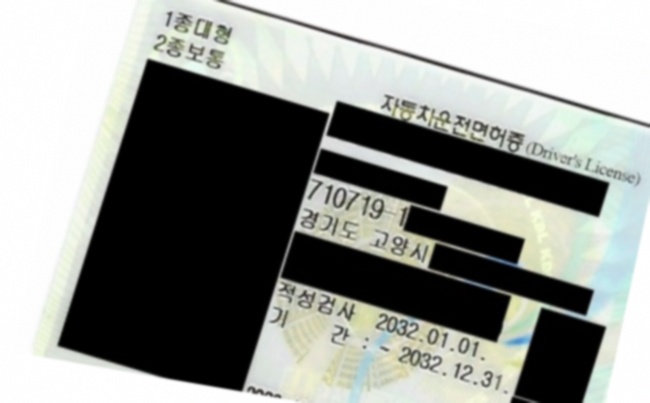 1종대형
2종보통
자동차운전면허증 (Driver's License)
710719-1
경기도 고양시
적성검사 2032.01.01.
기 간 : ~ 2032.12.31.